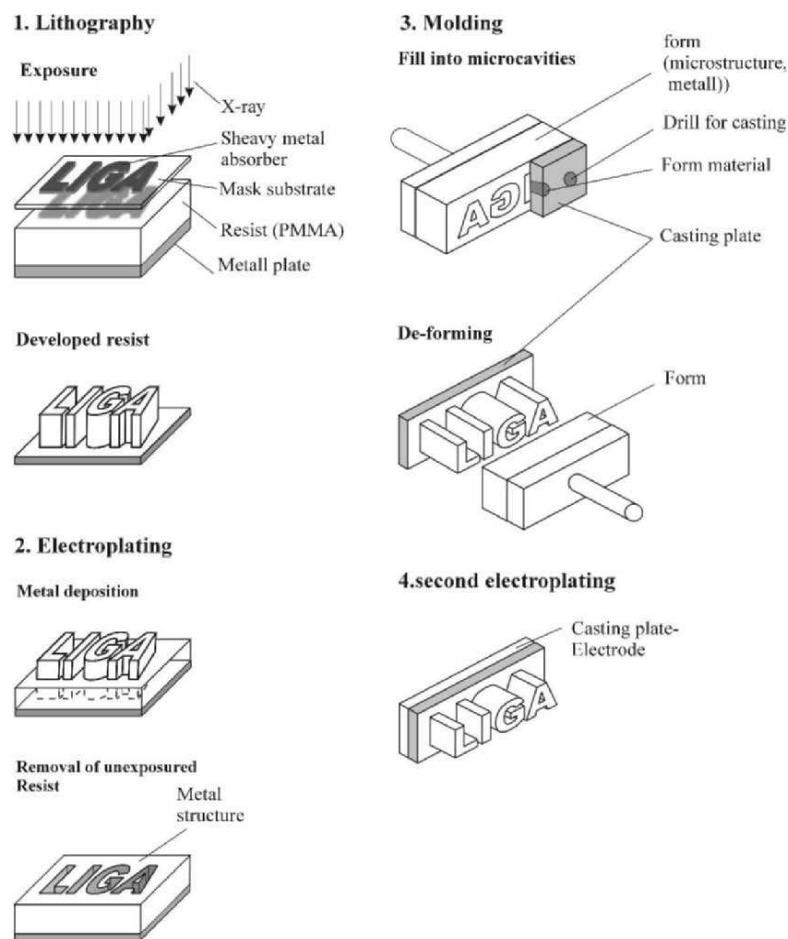 1. Lithography
Exposure
X-ray
Sheavy metal
absorber
Mask substrate
Resist (PMMA)
Metall plate
LIGA
LIGA
Developed resist
LIGA
2. Electroplating
Metal deposition
LIGA
Removal of unexposured
Resist
Metal
structure
LIGA
3. Molding
Fill into microcavities
form
(microstructure,
metall))
Drill for casting
Form material
Casting plate
De-forming
Form
LIGA
4.second electroplating
Casting plate-
Electrode
LIGA